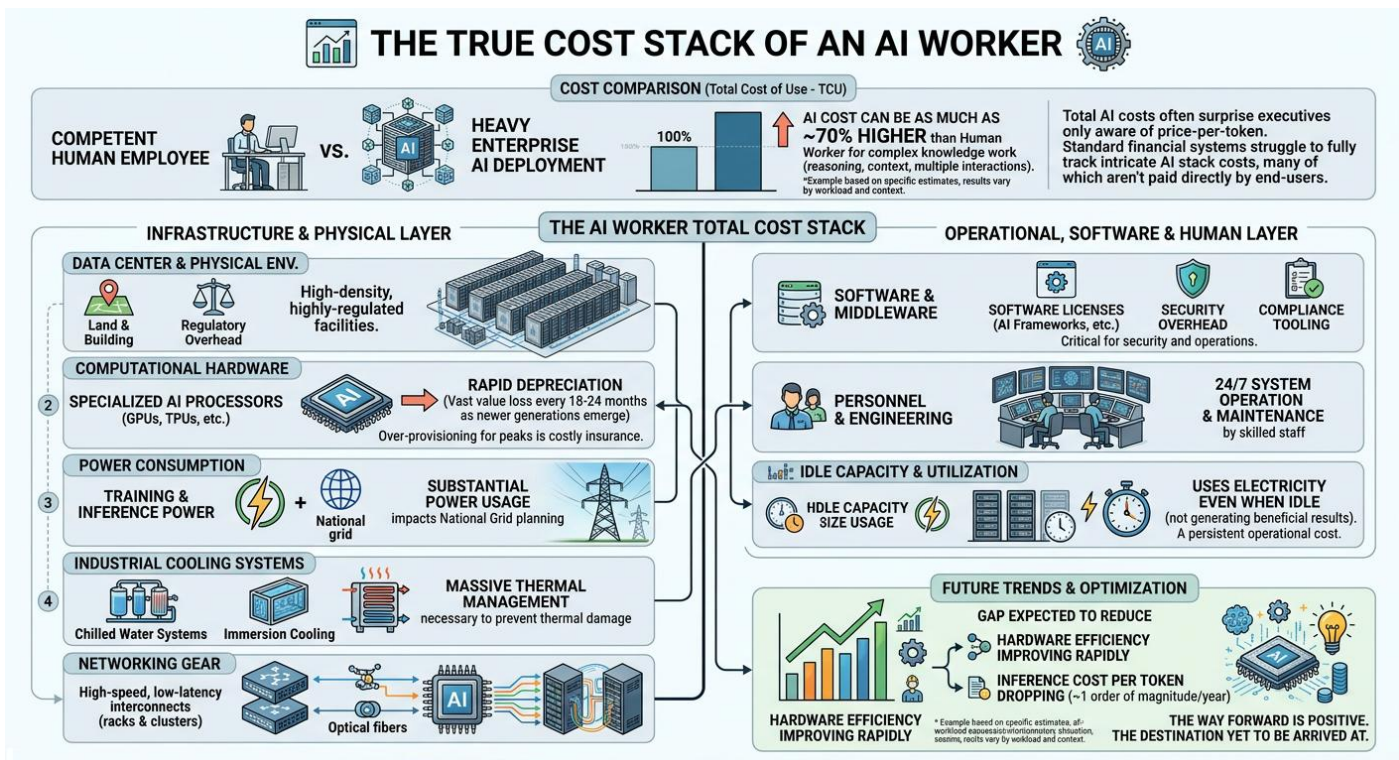 THE TRUE COST STACK OF AN AI WORKER
AI
COST COMPARISON (Total Cost of Use - TCU)
COMPETENT
HUMAN EMPLOYEE
VS.
AI
HEAVY
ENTERPRISE
AI DEPLOYMENT
100%
100%
AI COST CAN BE AS MUCH AS
~70% HIGHER than Human
Worker for complex knowledge work
(reasoning, context, multiple interactions).
*Example based on specific estimates, results vary
by workload and context.
Total AI costs often surprise executives
only aware of price-per-token.
Standard financial systems struggle to fully
track intricate AI stack costs, many of
which aren't paid directly by end-users.
THE AI WORKER TOTAL COST STACK
INFRASTRUCTURE & PHYSICAL LAYER
DATA CENTER & PHYSICAL ENV.
Land &
Building
Regulatory
Overhead
High-density,
highly-regulated
facilities.
COMPUTATIONAL HARDWARE
2
SPECIALIZED AI PROCESSORS
(GPUs, TPUs, etc.)
AI
RAPID DEPRECIATION
(Vast value loss every 18-24 months
as newer generations emerge)
Over-provisioning for peaks is costly insurance.
POWER CONSUMPTION
3
TRAINING &
INFERENCE POWER
+
National
grid
SUBSTANTIAL
POWER USAGE
impacts National Grid planning
INDUSTRIAL COOLING SYSTEMS
4
Chilled Water Systems
Immersion Cooling
MASSIVE THERMAL
MANAGEMENT
necessary to prevent thermal damage
NETWORKING GEAR
High-speed, low-latency
interconnects
(racks & clusters)
Optical fibers
AI
OPERATIONAL, SOFTWARE & HUMAN LAYER
SOFTWARE &
MIDDLEWARE
SOFTWARE LICENSES
(AI Frameworks, etc.)
SECURITY
OVERHEAD
COMPLIANCE
TOOLING
Critical for security and operations.
PERSONNEL
& ENGINEERING
24/7 SYSTEM
OPERATION
& MAINTENANCE
by skilled staff
IDLE CAPACITY & UTILIZATION
HDLE CAPACITY
SIZE USAGE
USES ELECTRICITY
EVEN WHEN IDLE
(not generating beneficial results).
A persistent operational cost.
FUTURE TRENDS & OPTIMIZATION
GAP EXPECTED TO REDUCE
HARDWARE EFFICIENCY
IMPROVING RAPIDLY
INFERENCE COST PER TOKEN
DROPPING (~1 order of magnitude/year)
AI
HARDWARE EFFICIENCY
IMPROVING RAPIDLY
* Example based on specific estimates,
workload
vary by workload and context.
THE WAY FORWARD IS POSITIVE.
THE DESTINATION YET TO BE ARRIVED AT.